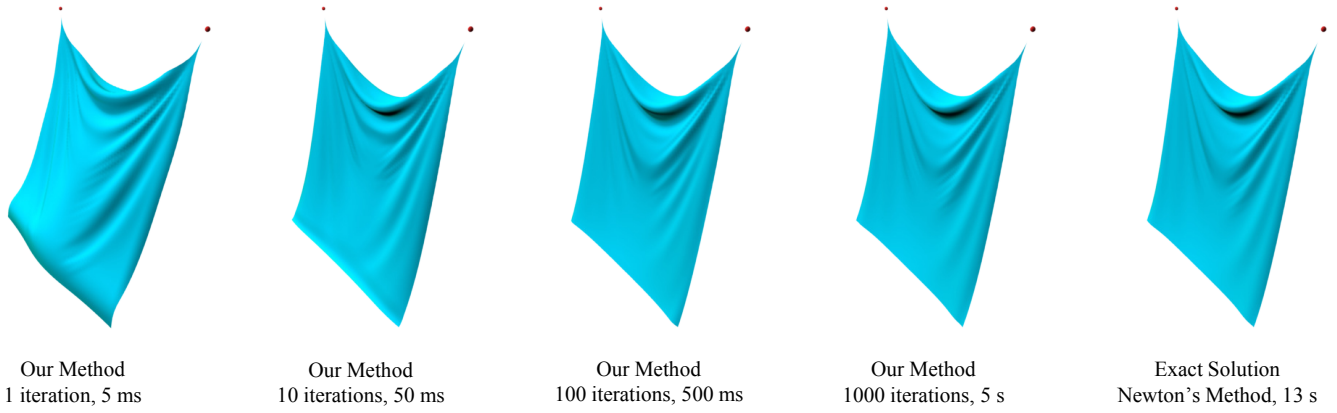 Our Method
1 iteration, 5 ms
Our Method
10 iterations, 50 ms
Our Method
100 iterations, 500 ms
Our Method
1000 iterations, 5 s
Exact Solution
Newton’s Method, 13 s